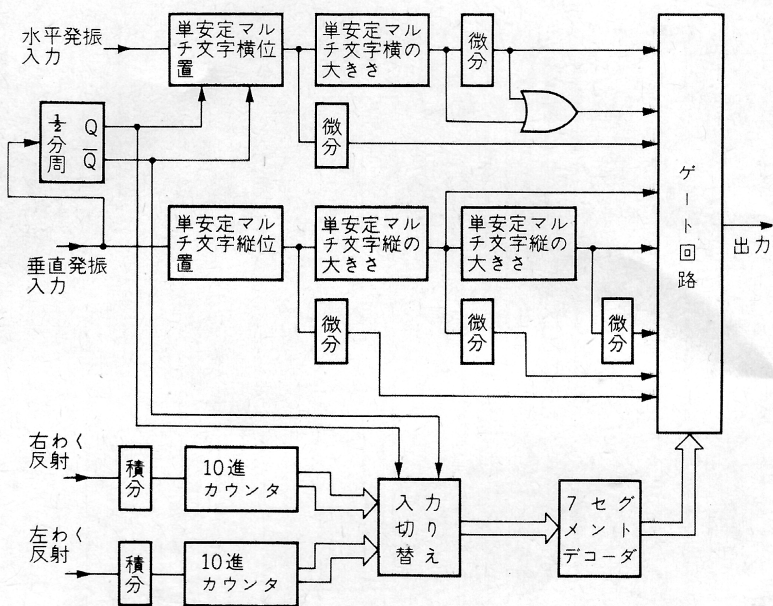 水平発振
入力
単安定マル
チ文字横位
置
単安定マル
チ文字横の
大きさ
微
分
微
分
½
分
周
Q
Q̅
ゲ
ー
ト
回
路
出力
垂直発振
入力
単安定マル
チ文字縦位
置
単安定マル
チ文字縦の
大きさ
単安定マル
チ文字縦の
大きさ
微
分
微
分
微
分
右わく
反射
積
分
10進
カウンタ
入力
切り
替え
7セグ
メント
デコーダ
左わく
反射
積
分
10進
カウンタ